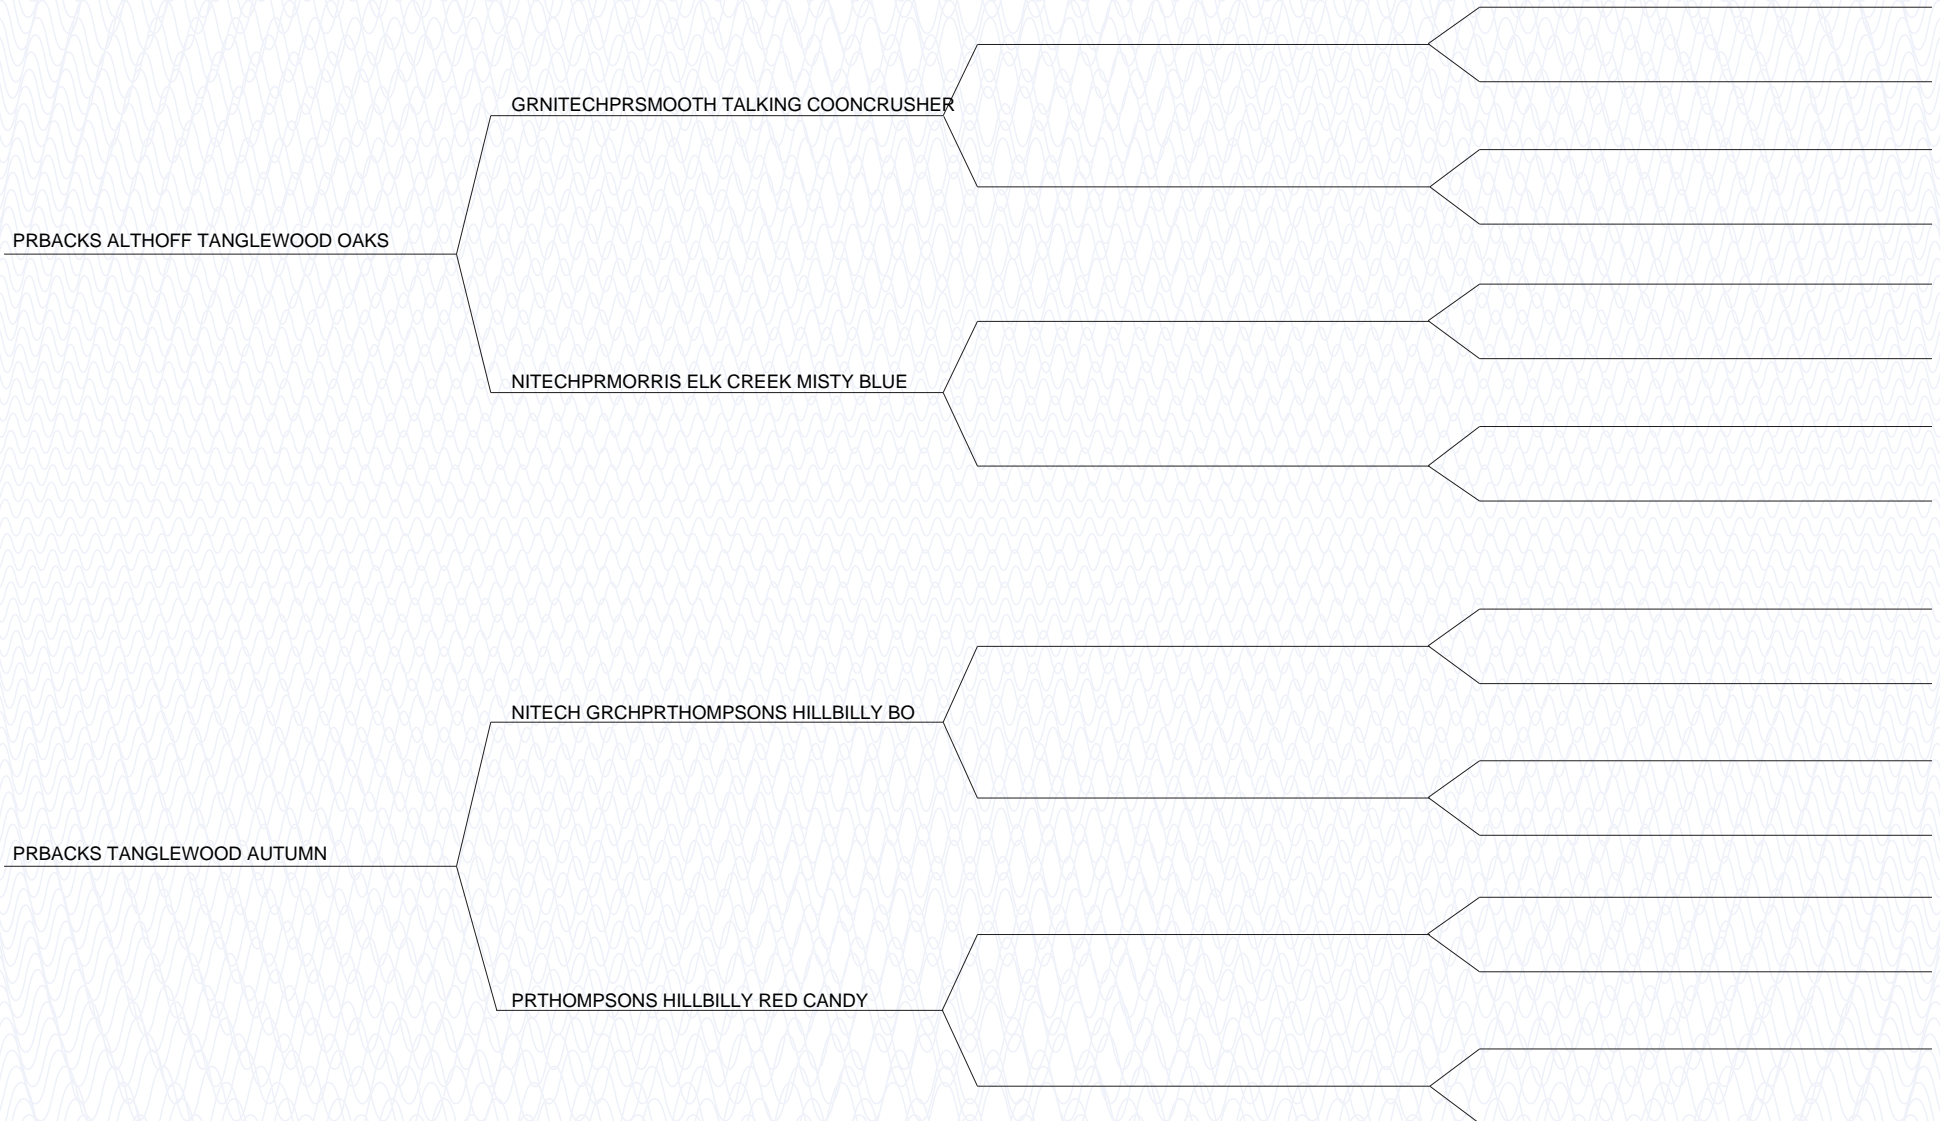 GRNITECHPRSMOOTH TALKING COONCRUSHER
PRBACKS ALTHOFF TANGLEWOOD OAKS
NITECHPRMORRIS ELK CREEK MISTY BLUE
NITECH GRCHPRTHOMPSONS HILLBILLY BO
PRBACKS TANGLEWOOD AUTUMN
PRTHOMPSONS HILLBILLY RED CANDY